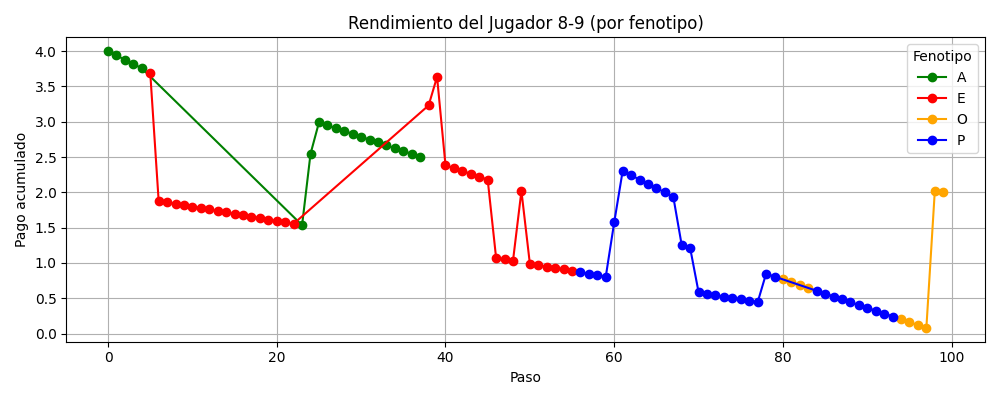 Rendimiento del Jugador 8-9 (por fenotipo)
Pago acumulado
4.0
3.5
3.0
2.5
2.0
1.5
1.0
0.5
0.0
Fenotipo
A
E
O
P
0 20 40 60 80 100
Paso